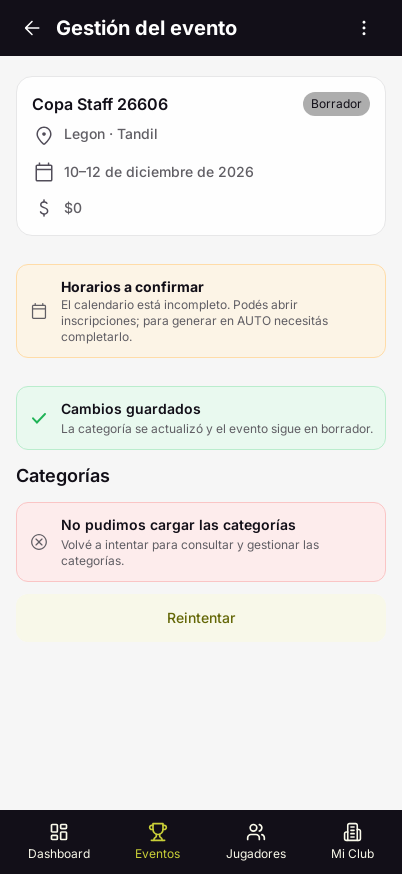 Gestión del evento
Copa Staff 26606
Borrador
Legon · Tandil
10–12 de diciembre de 2026
$0
Horarios a confirmar
El calendario está incompleto. Podés abrir
inscripciones; para generar en AUTO necesitás
completarlo.
Cambios guardados
La categoría se actualizó y el evento sigue en borrador.
Categorías
No pudimos cargar las categorías
Volvé a intentar para consultar y gestionar las
categorías.
Reintentar
Dashboard
Eventos
Jugadores
Mi Club